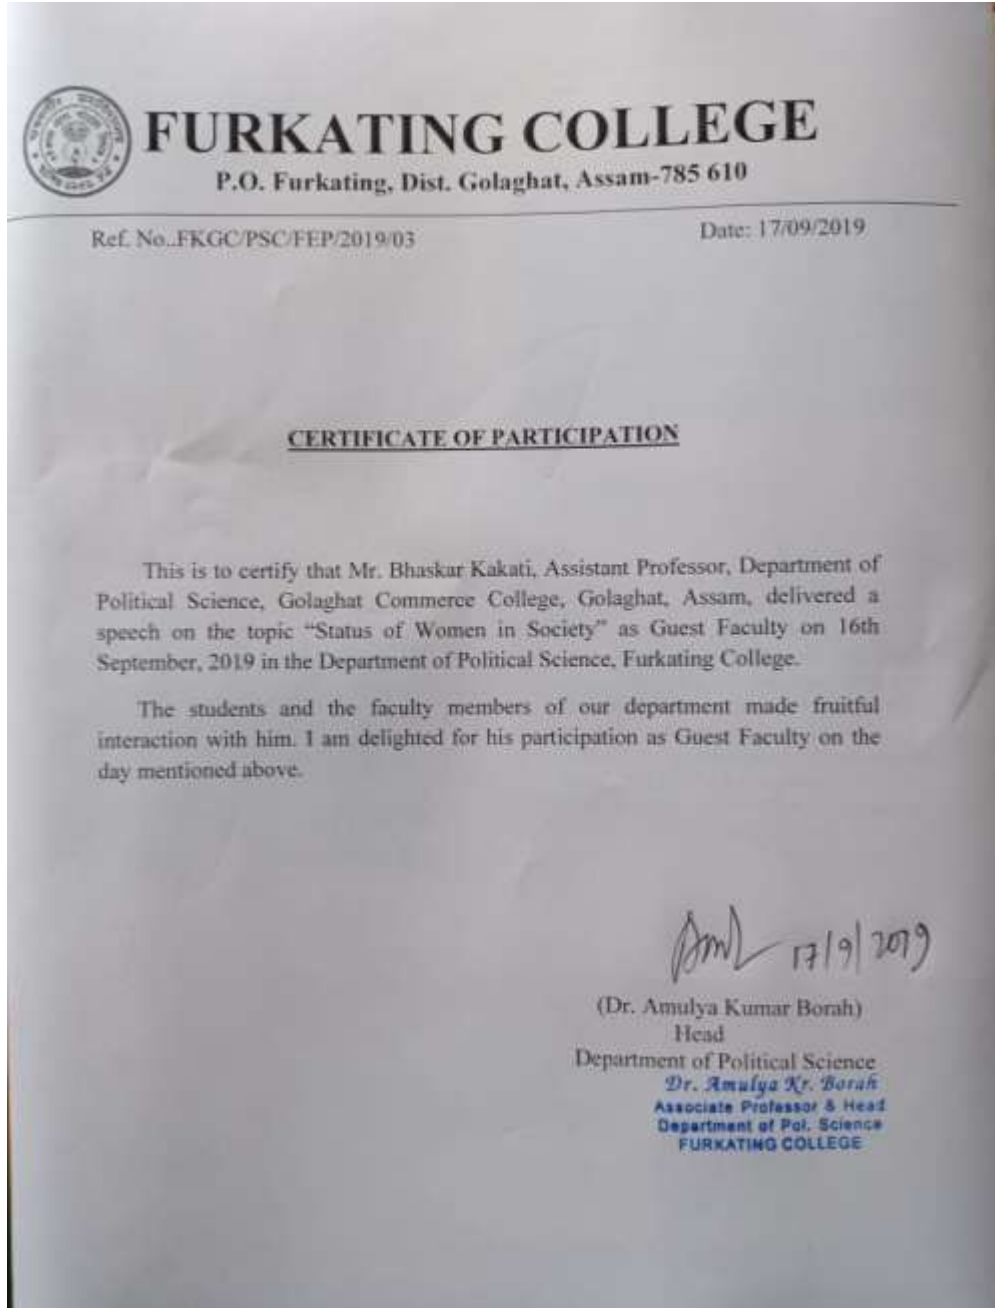 FURKATING COLLEGE
P.O. Furkating, Dist. Golaghat, Assam-785 610
Ref. No..FKGC/PSC/FEP/2019/03
Date: 17/09/2019
CERTIFICATE OF PARTICIPATION
This is to certify that Mr. Bhaskar Kakati, Assistant Professor, Department of
Political Science, Golaghat Commerce College, Golaghat, Assam, delivered a
speech on the topic “Status of Women in Society” as Guest Faculty on 16th
September, 2019 in the Department of Political Science, Furkating College.
The students and the faculty members of our department made fruitful
interaction with him. I am delighted for his participation as Guest Faculty on the
day mentioned above.
17/9/2019
(Dr. Amulya Kumar Borah)
Head
Department of Political Science
Dr. Amulya Kr. Borah
Associate Professor & Head
Department of Pol. Science
FURKATING COLLEGE